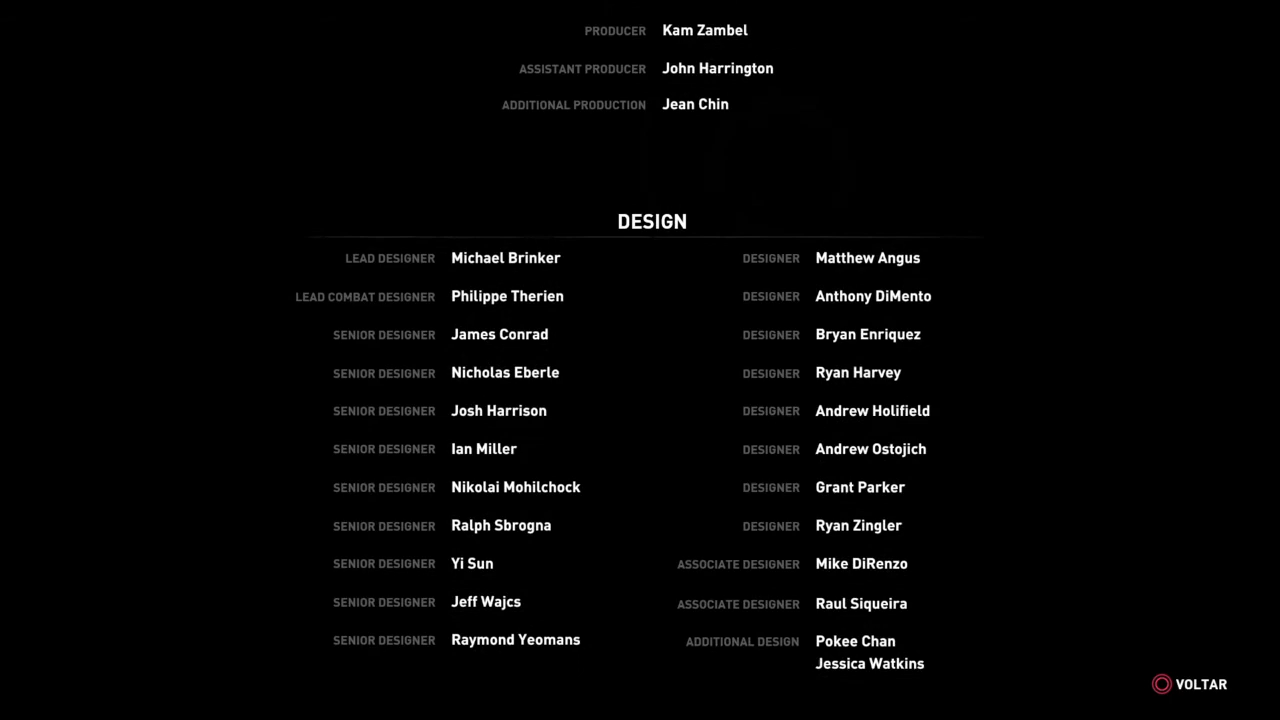 PRODUCER Kam Zambel
ASSISTANT PRODUCER John Harrington
ADDITIONAL PRODUCTION Jean Chin
DESIGN
LEAD DESIGNER Michael Brinker
LEAD COMBAT DESIGNER Philippe Therien
SENIOR DESIGNER James Conrad
SENIOR DESIGNER Nicholas Eberle
SENIOR DESIGNER Josh Harrison
SENIOR DESIGNER Ian Miller
SENIOR DESIGNER Nikolai Mohilchock
SENIOR DESIGNER Ralph Sbrogna
SENIOR DESIGNER Yi Sun
SENIOR DESIGNER Jeff Wajcs
SENIOR DESIGNER Raymond Yeomans
DESIGNER Matthew Angus
DESIGNER Anthony DiMento
DESIGNER Bryan Enriquez
DESIGNER Ryan Harvey
DESIGNER Andrew Holifield
DESIGNER Andrew Ostojich
DESIGNER Grant Parker
DESIGNER Ryan Zingler
ASSOCIATE DESIGNER Mike DiRenzo
ASSOCIATE DESIGNER Raul Siqueira
ADDITIONAL DESIGN Pokee Chan
Jessica Watkins
VOLTAR